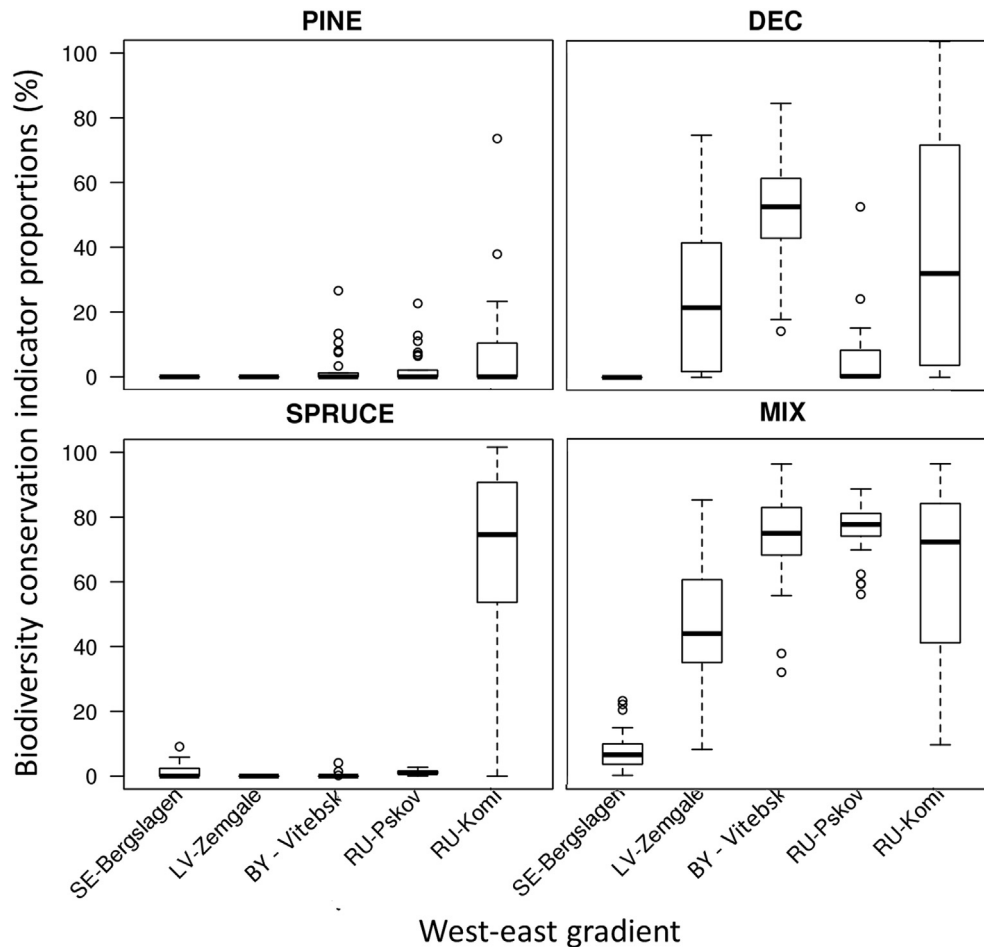 PINE
DEC
Biodiversity conservation indicator proportions (%)
100
80
60
40
20
0
SPRUCE
MIX
100
80
60
40
20
0
SE-Bergslagen
LV-Zemgale
BY - Vitebsk
RU-Pskov
RU-Komi
SE-Bergslagen
LV-Zemgale
BY - Vitebsk
RU-Pskov
RU-Komi
West-east gradient